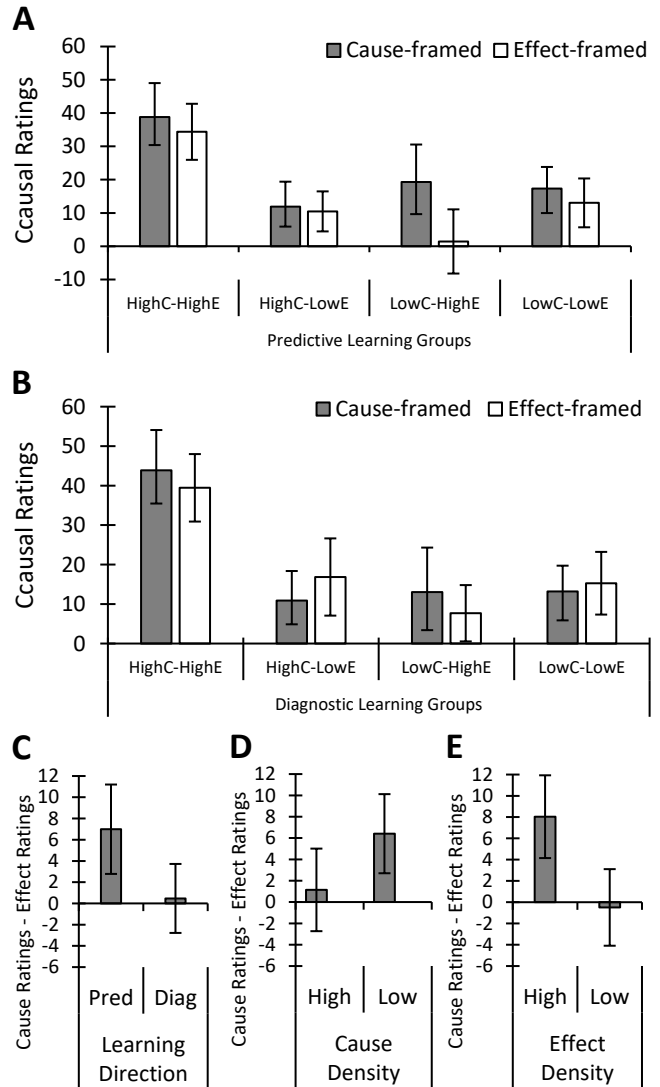 A
60
50
40
30
20
10
0
-10
Ccausal Ratings
Cause-framed Effect-framed
HighC-HighE HighC-LowE LowC-HighE LowC-LowE
Predictive Learning Groups
B
60
50
40
30
20
10
0
Ccausal Ratings
Cause-framed Effect-framed
HighC-HighE HighC-LowE LowC-HighE LowC-LowE
Diagnostic Learning Groups
C
12
10
8
6
4
2
0
-2
-4
-6
Cause Ratings - Effect Ratings
Pred Diag
Learning
Direction
D
12
10
8
6
4
2
0
-2
-4
-6
Cause Ratings - Effect Ratings
High Low
Cause
Density
E
12
10
8
6
4
2
0
-2
-4
-6
Cause Ratings - Effect Ratings
High Low
Effect
Density